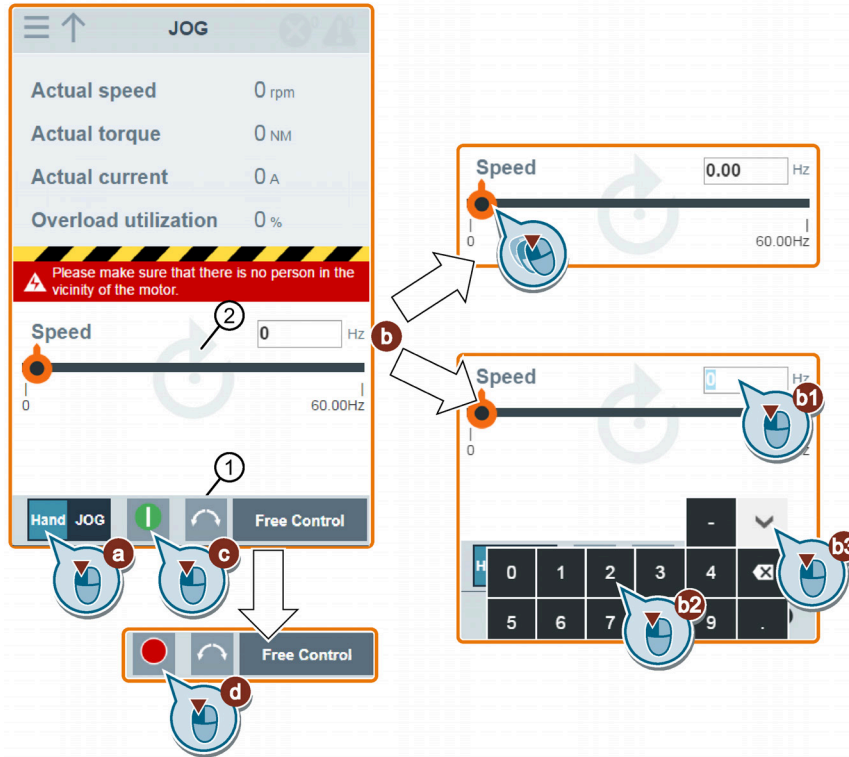 JOG
Actual speed 0 rpm
Actual torque 0 NM
Actual current 0 A
Overload utilization 0 %
Please make sure that there is no person in the
vicinity of the motor.
2
Speed 0 Hz
0 60.00Hz
1
Hand JOG Free Control
a
c
Free Control
d
b
Speed 0.00 Hz
0 60.00Hz
Speed 0 Hz
b1
0
-
b3
H 0 1 2 3 4
b2
5 6 7 9 .